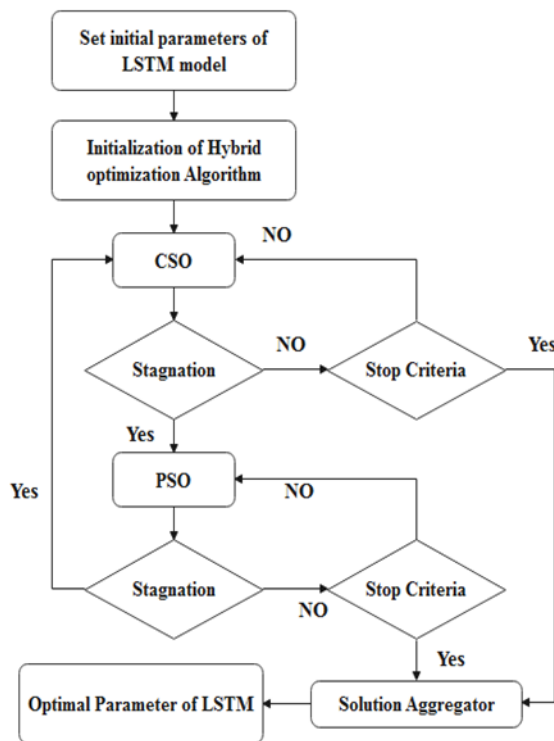 Set initial parameters of
LSTM model
Initialization of Hybrid
optimization Algorithm
NO
CSO
Stagnation
NO
Stop Criteria
Yes
Yes
PSO
Yes
NO
Stagnation
NO
Stop Criteria
Yes
Optimal Parameter of LSTM
Solution Aggregator